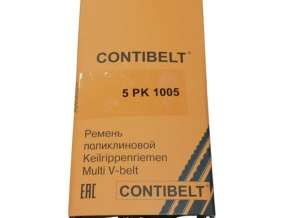 CONTIBELT®
5 PK 1005
Ремень
поликлиновой
Keilrippenriemen
Multi V-belt
EAC CONTIBELT®